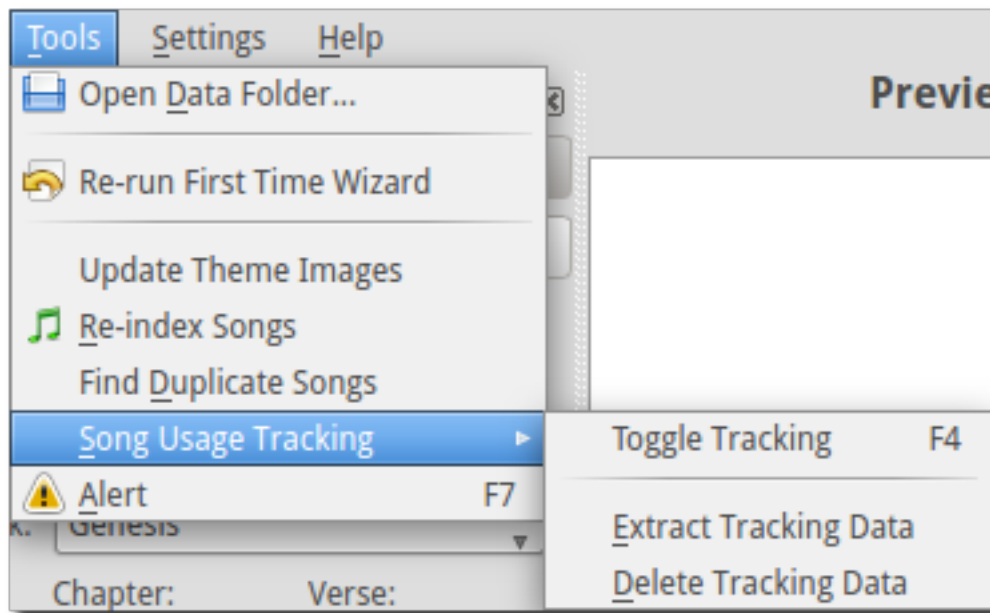 Tools Settings Help
Open Data Folder...
Previe
Re-run First Time Wizard
Update Theme Images
Re-index Songs
Find Duplicate Songs
Song Usage Tracking
Toggle Tracking F4
Alert F7
Genesis
Extract Tracking Data
Delete Tracking Data
Chapter: Verse: